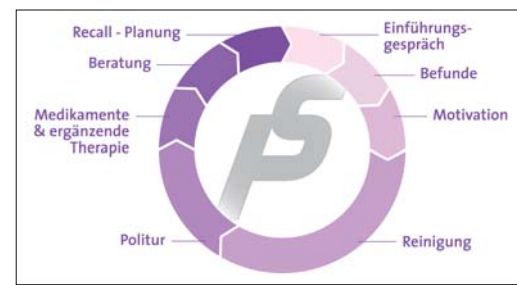 Einführungs-
gespräch
Befunde
Motivation
Reinigung
Politur
Medikamente
& ergänzende
Therapie
Beratung
Recall - Planung
PS